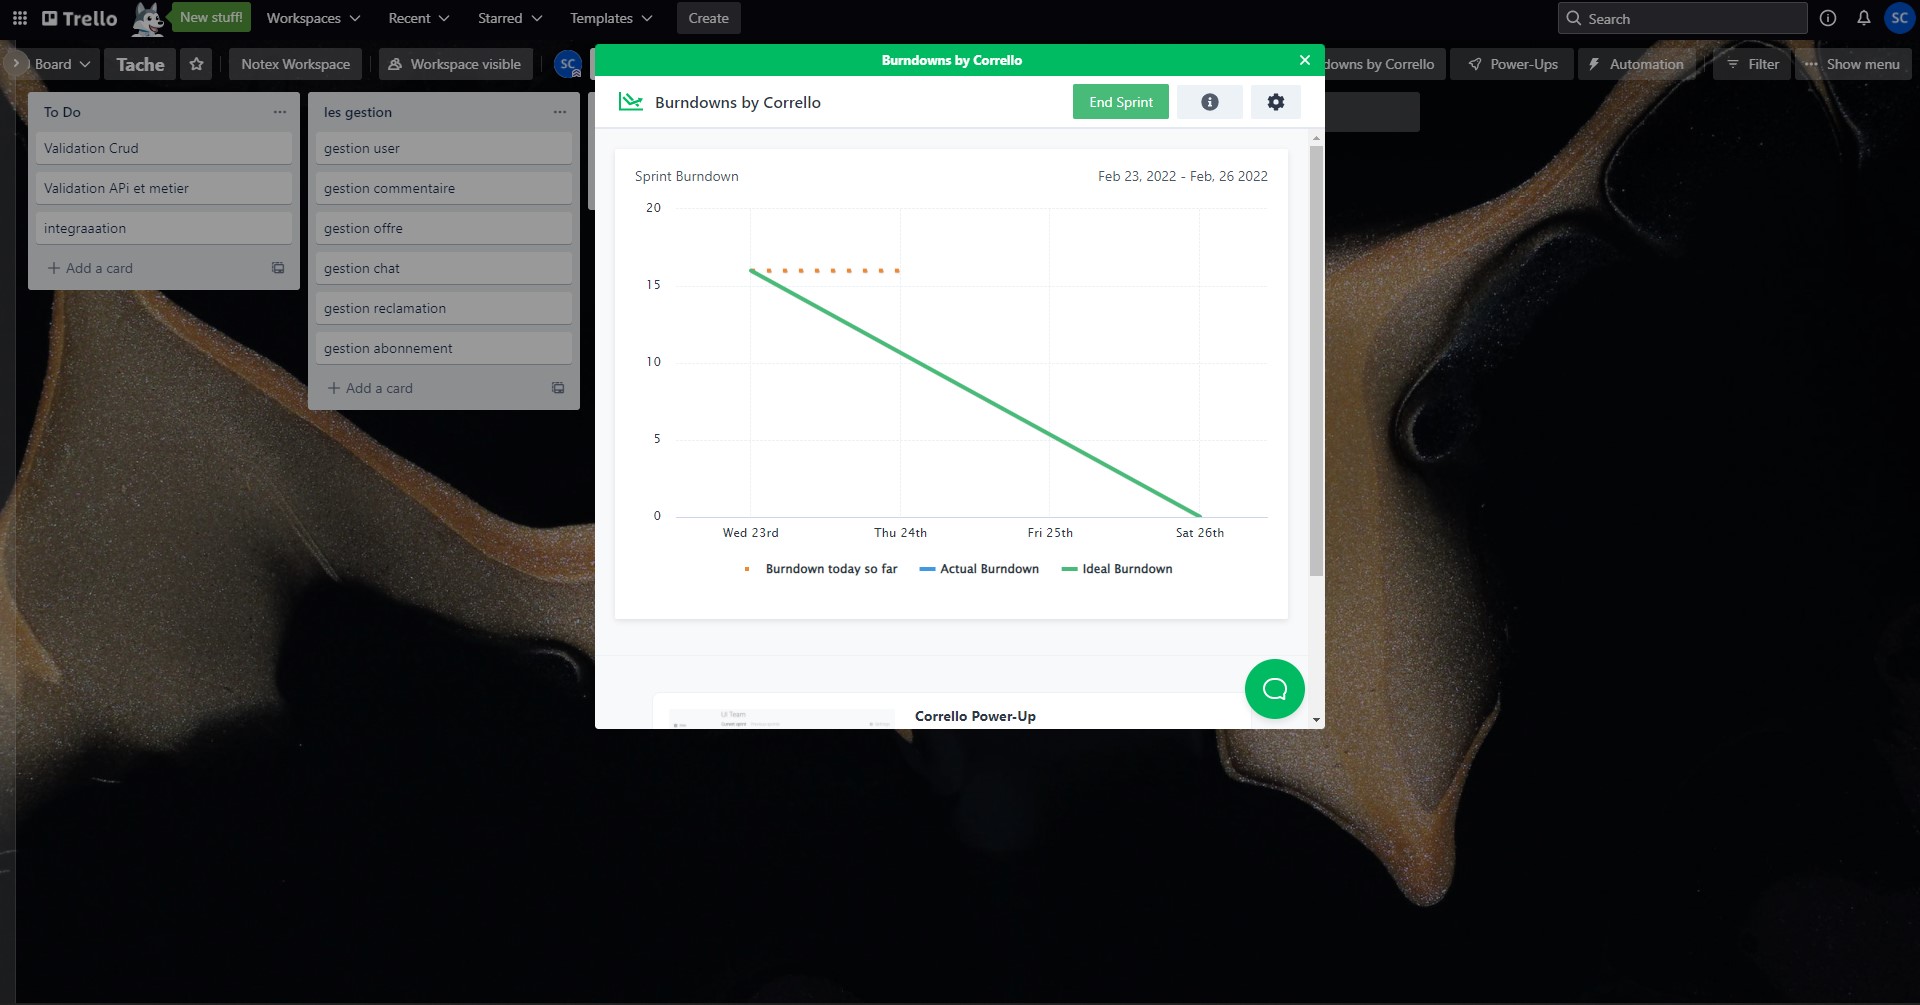 Trello
New stuff!
Workspaces
Recent
Starred
Templates
Create
Search
SC
Board
Tache
Notex Workspace
Workspace visible
SC
downs by Corrello
Power-Ups
Automation
Filter
Show menu
To Do
Validation Crud
Validation APi et metier
integraaation
Add a card
les gestion
gestion user
gestion commentaire
gestion offre
gestion chat
gestion reclamation
gestion abonnement
Add a card
Burndowns by Corrello
Burndowns by Corrello
End Sprint
Sprint Burndown
Feb 23, 2022 - Feb, 26 2022
20
15
10
5
0
Wed 23rd
Thu 24th
Fri 25th
Sat 26th
Burndown today so far
Actual Burndown
Ideal Burndown
UI Team
Corrello Power-Up